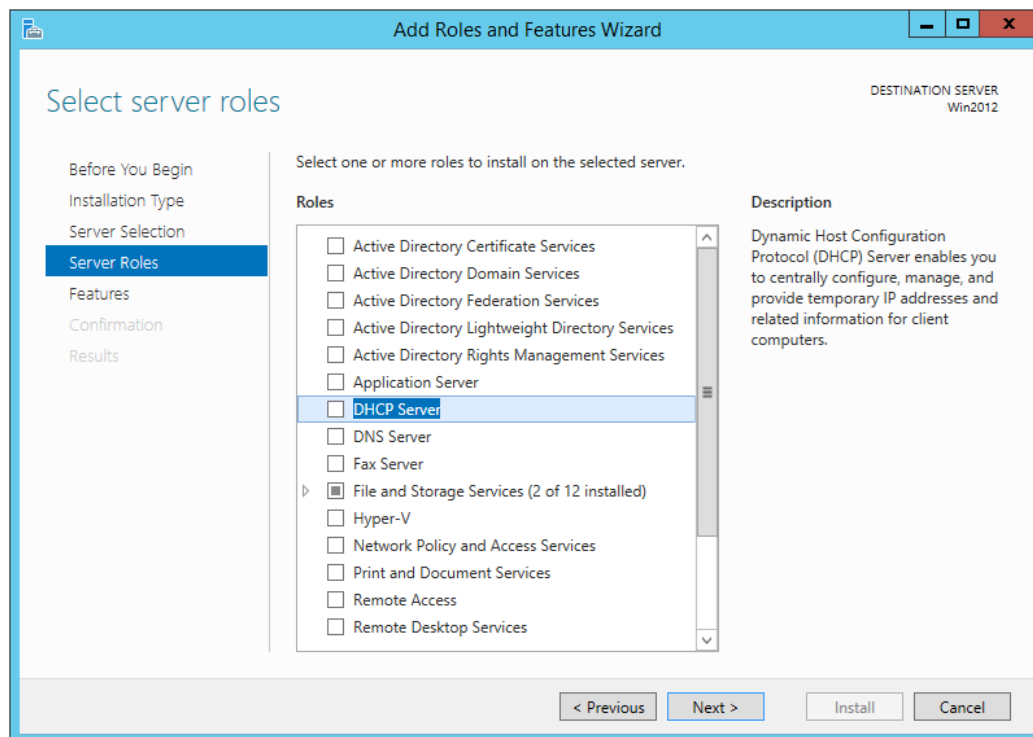 Add Roles and Features Wizard
Select server roles
DESTINATION SERVER
Win2012
Before You Begin
Installation Type
Server Selection
Server Roles
Features
Confirmation
Results
Select one or more roles to install on the selected server.
Roles
Active Directory Certificate Services
Active Directory Domain Services
Active Directory Federation Services
Active Directory Lightweight Directory Services
Active Directory Rights Management Services
Application Server
DHCP Server
DNS Server
Fax Server
File and Storage Services (2 of 12 installed)
Hyper-V
Network Policy and Access Services
Print and Document Services
Remote Access
Remote Desktop Services
Description
Dynamic Host Configuration
Protocol (DHCP) Server enables you
to centrally configure, manage, and
provide temporary IP addresses and
related information for client
computers.
< Previous
Next >
Install
Cancel